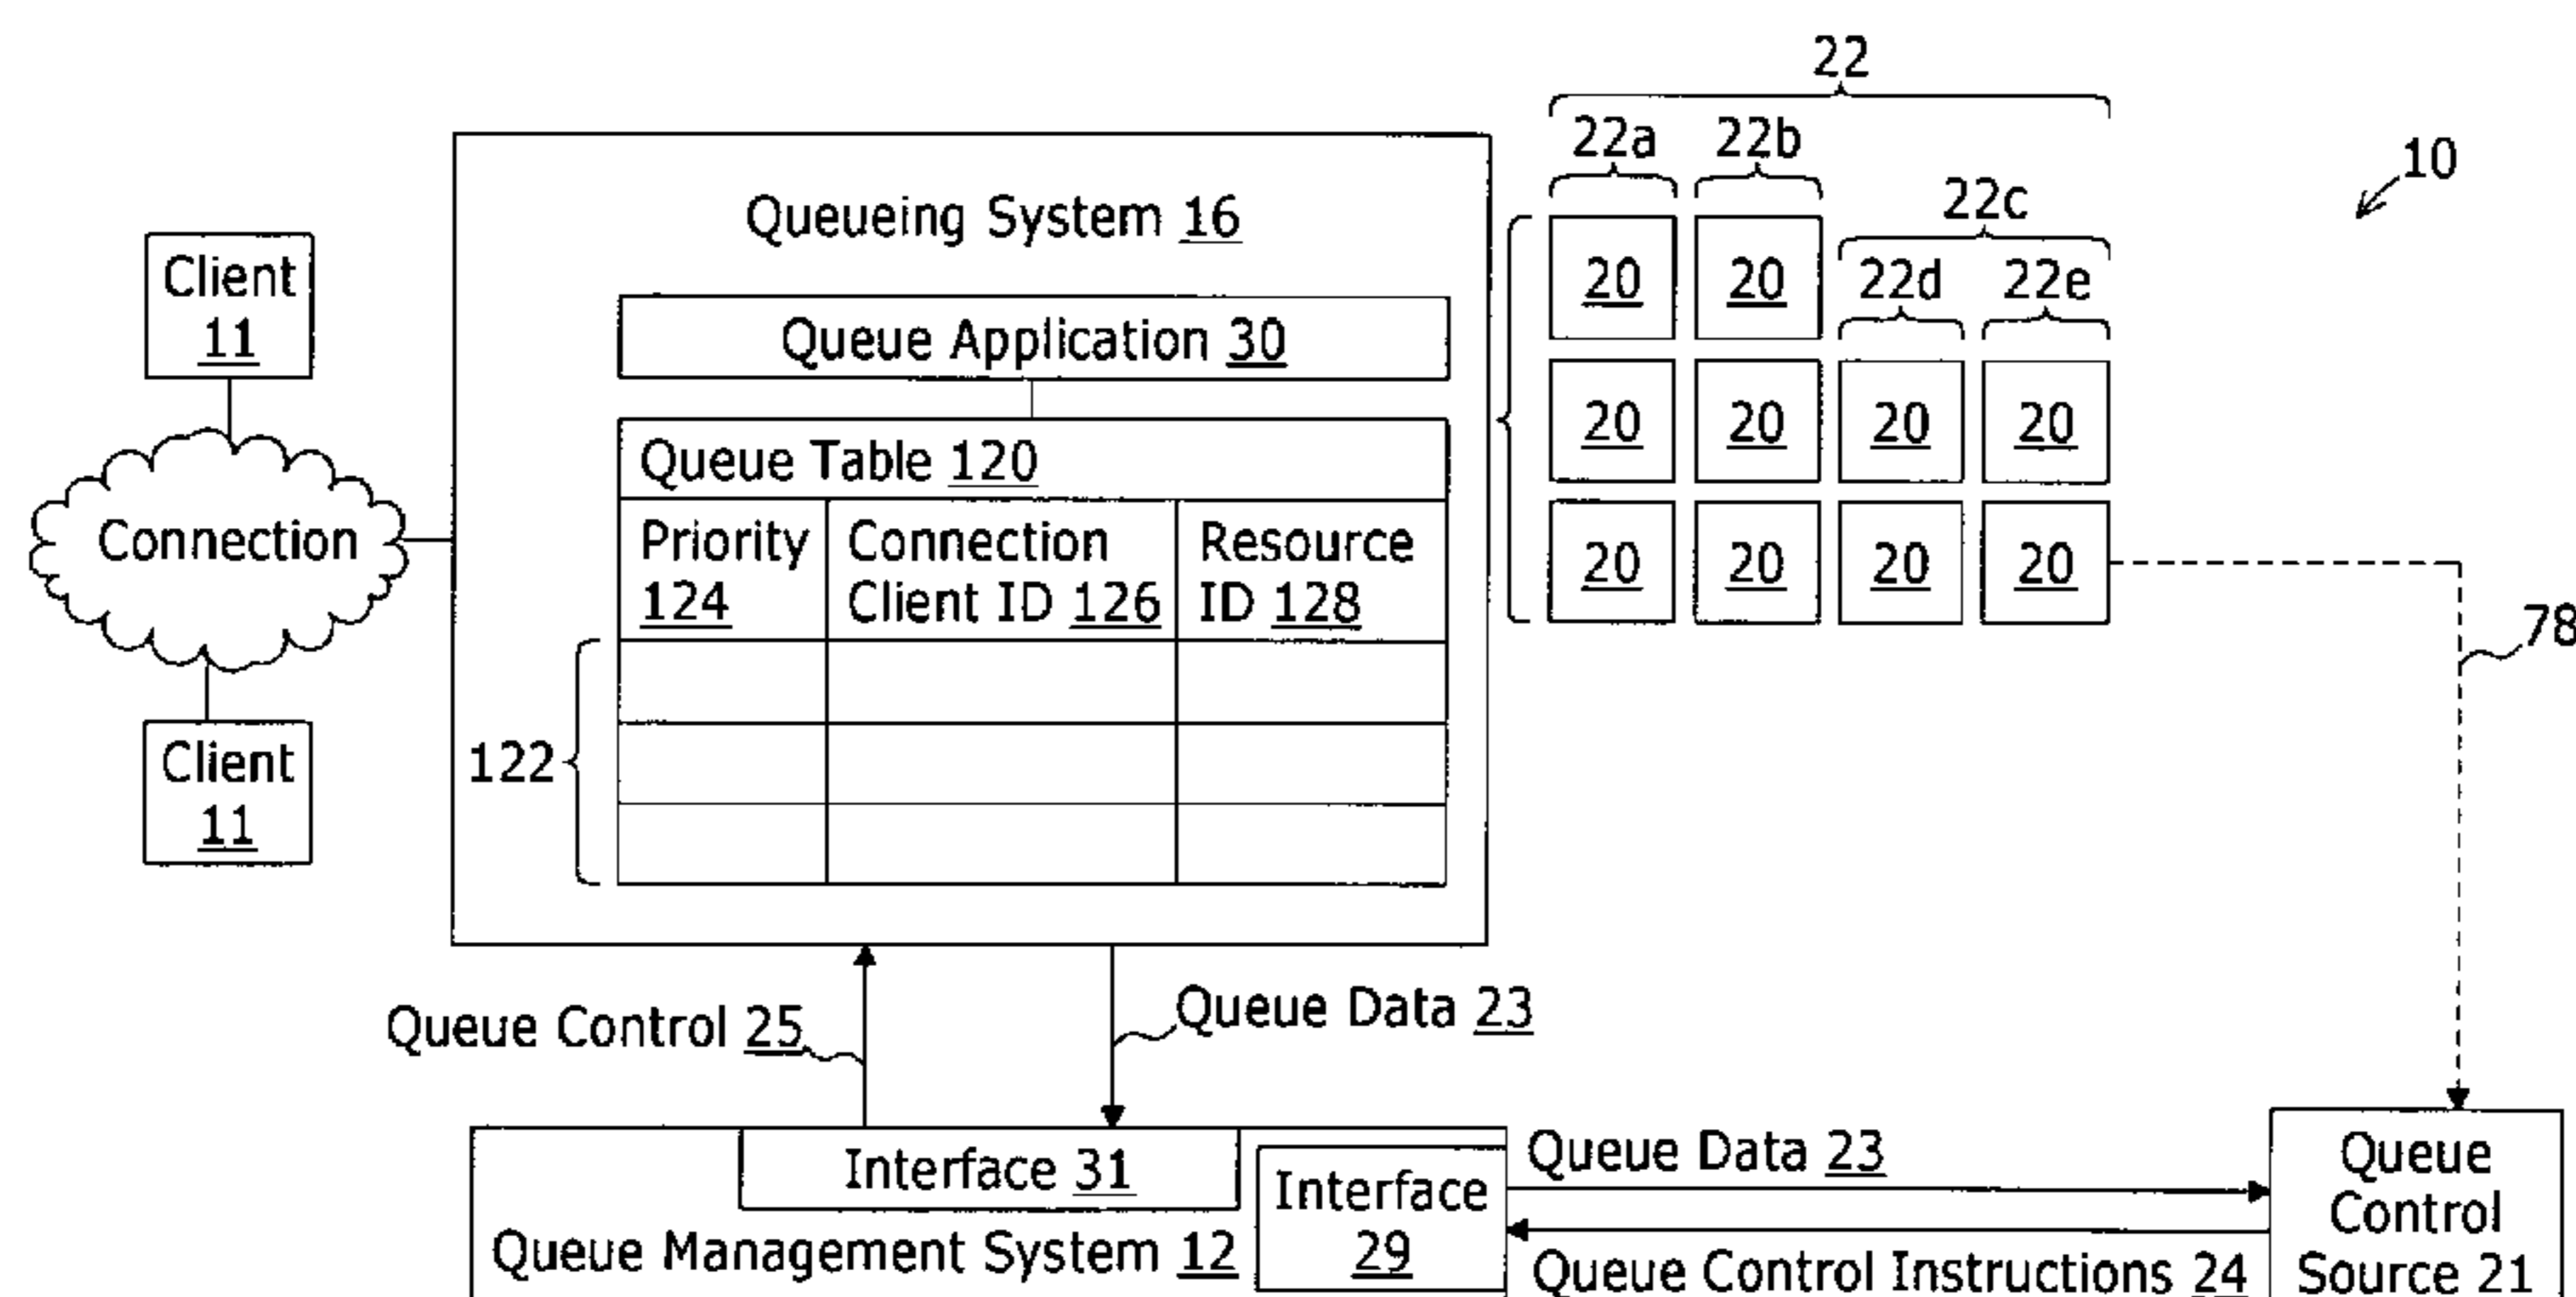 22
22a 22b
10
22c
Queueing System 16
Client
11
20 20
22d 22e
Queue Application 30
20 20 20 20
Queue Table 120
Connection
Priority
124
Connection
Client ID 126
Resource
ID 128
20 20 20 20
78
122
Client
11
Queue Control 25
Queue Data 23
Interface 31
Queue Management System 12
Interface
29
Queue Data 23
Queue Control Instructions 24
Queue
Control
Source 21